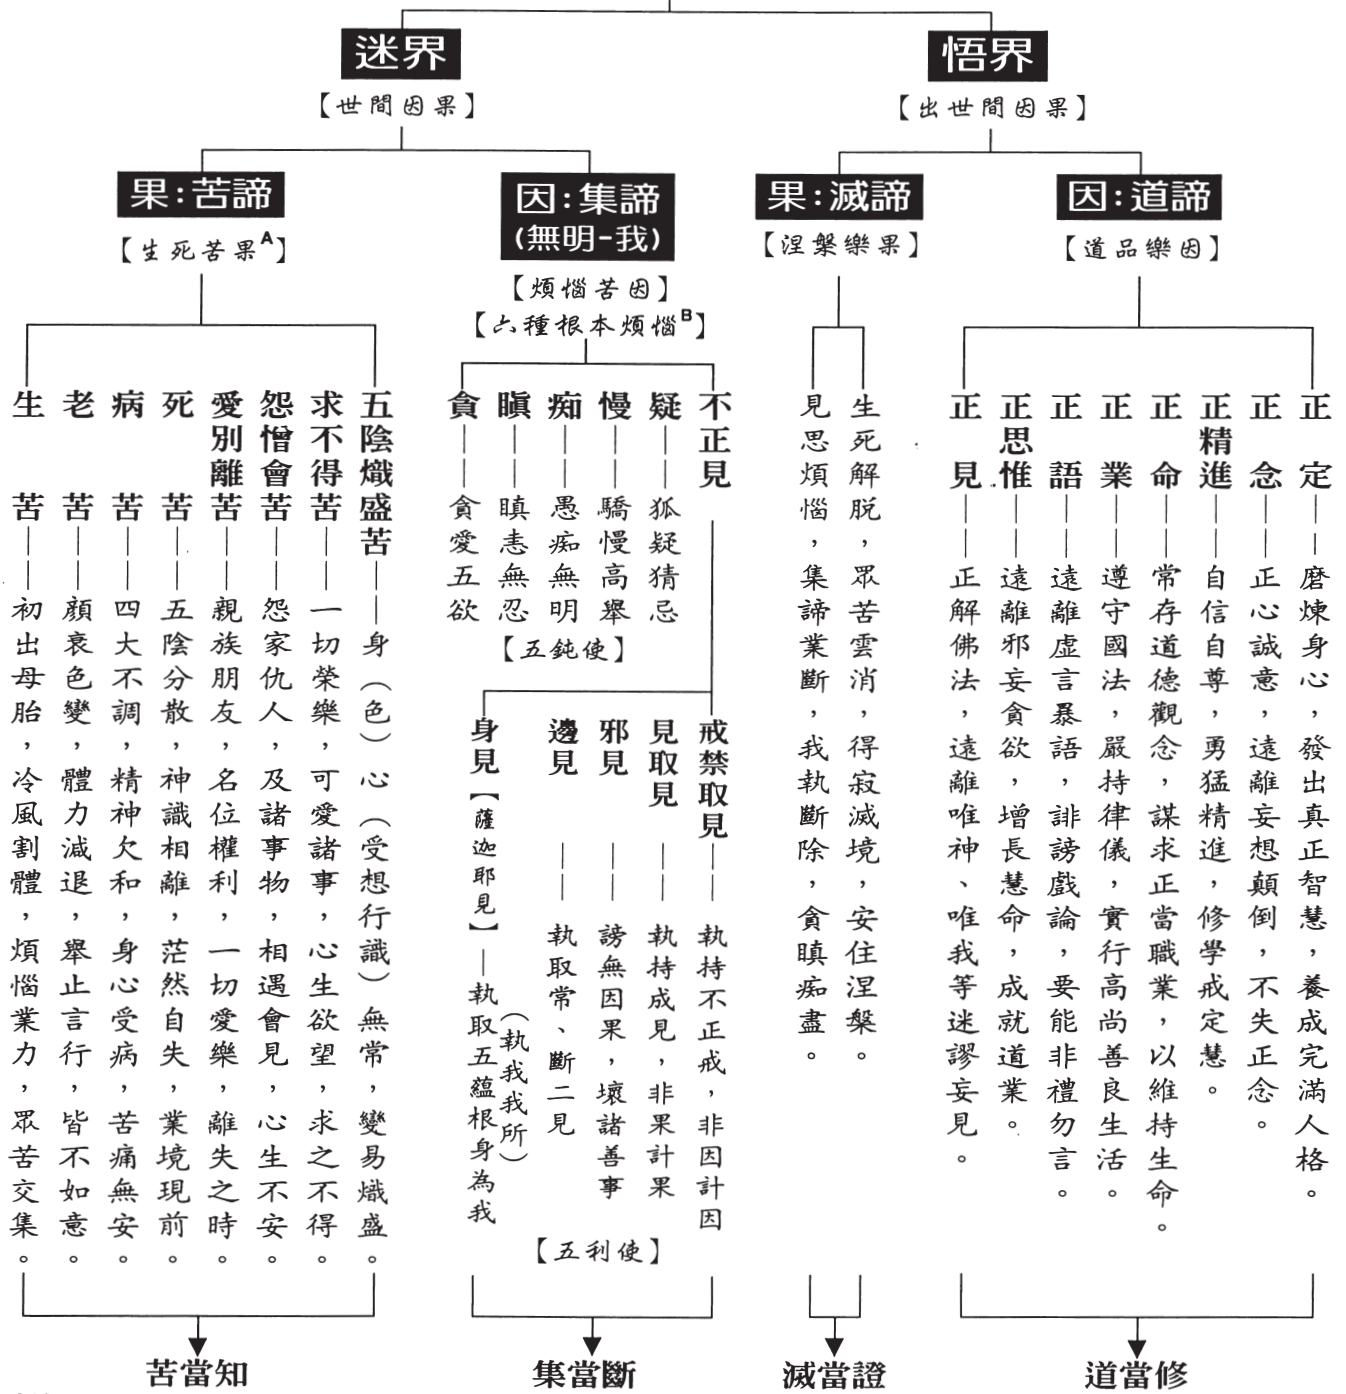 迷界
【世間因果】
果:苦諦
【生死苦果A】
生苦——初出母胎，冷風割體，煩惱業力，眾苦交集。
老苦——顏衰色變，體力減退，舉止言行，皆不如意。
病苦——四大不調，精神欠和，身心受病，苦痛無安。
死苦——五陰分散，神識相離，茫然自失，業境現前。
愛別離苦——親族朋友，名位權利，一切愛樂，離失之時。
怨憎會苦——怨家仇人，及諸事物，相遇會見，心生不安。
求不得苦——一切榮樂，可愛諸事，心生欲望，求之不得。
五陰熾盛苦——身（色）心（受想行識）無常，變易熾盛。
苦當知
因:集諦
(無明-我)
【煩惱苦因】
【六種根本煩惱B】
貪——貪愛五欲
瞋——瞋恚無忍
痴——愚痴無明
慢——驕慢高舉
疑——狐疑猜忌
不正見
【五鈍使】
身見【薩迦耶見】—執取五蘊根身為我
（執我我所）
邊見——執取常、斷二見
邪見——謗無因果，壞諸善事
見取見——執持成見，非果計果
戒禁取見——執持不正戒，非因計因
【五利使】
集當斷
悟界
【出世間因果】
果:滅諦
【涅槃樂果】
見思煩惱，集諦業斷，我執斷除，貪瞋痴盡。
生死解脫，眾苦雲消，得寂滅境，安住涅槃。
滅當證
因:道諦
【道品樂因】
正見——正解佛法，遠離唯神、唯我等迷謬妄見。
正思惟——遠離邪妄貪欲，增長慧命，成就道業。
正語——遠離虛言暴語，誹謗戲論，要能非禮勿言。
正業——遵守國法，嚴持律儀，實行高尚善良生活。
正命——常存道德觀念，謀求正當職業，以維持生命。
正精進——自信自尊，勇猛精進，修學戒定慧。
正念——正心誠意，遠離妄想顛倒，不失正念。
正定——磨煉身心，發出真正智慧，養成完滿人格。
道當修